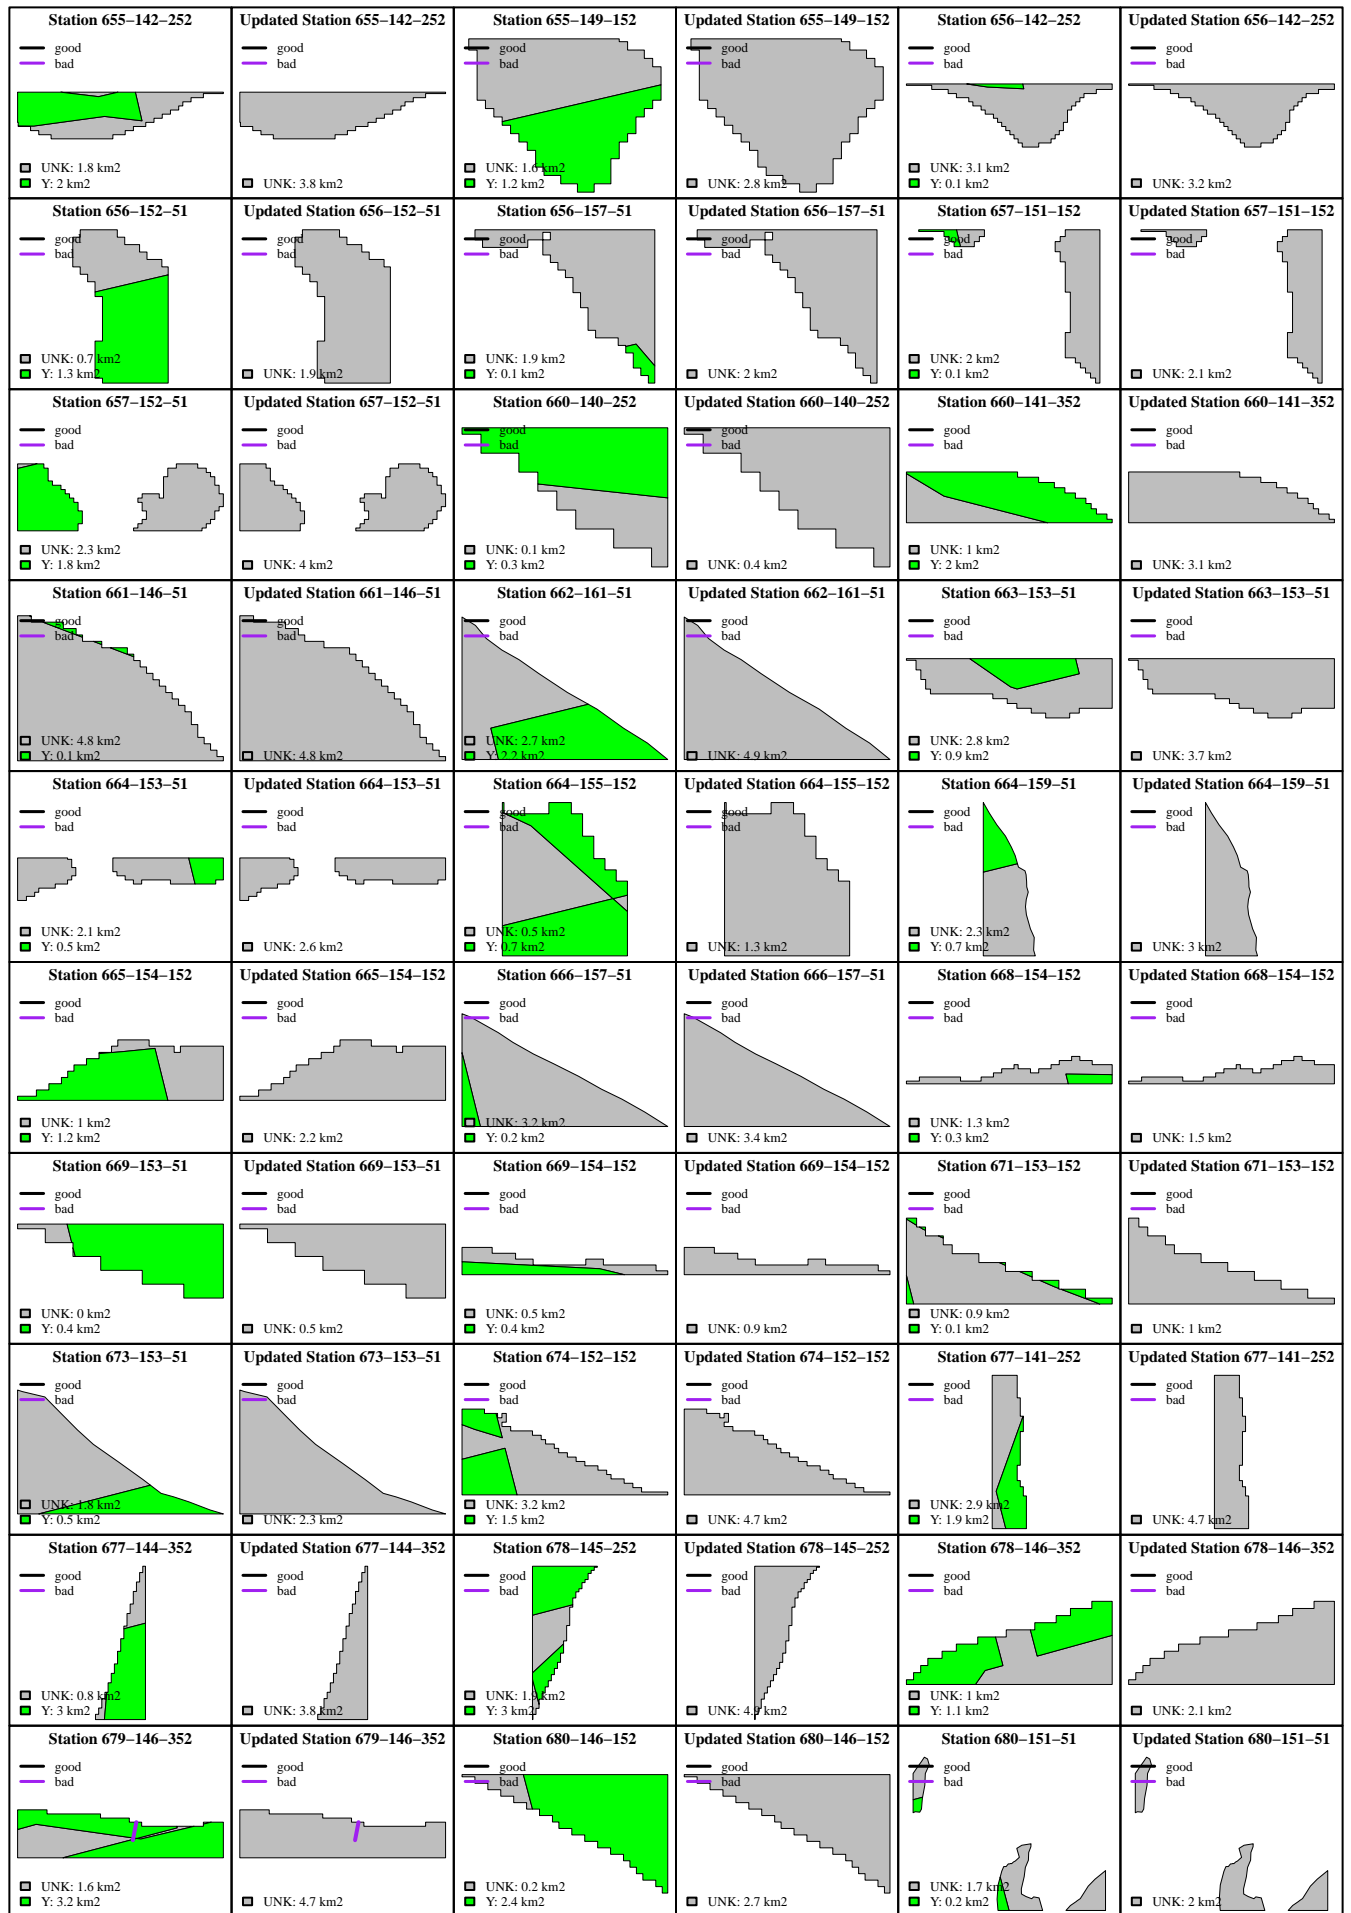 Station 655–142–252
good
bad
UNK: 1.8 km2
Y: 2 km2
Updated Station 655–142–252
good
bad
UNK: 3.8 km2
Station 655–149–152
good
bad
UNK: 1.6 km2
Y: 1.2 km2
Updated Station 655–149–152
good
bad
UNK: 2.8 km2
Station 656–142–252
good
bad
UNK: 3.1 km2
Y: 0.1 km2
Updated Station 656–142–252
good
bad
UNK: 3.2 km2
Station 656–152–51
good
bad
UNK: 0.7 km2
Y: 1.3 km2
Updated Station 656–152–51
good
bad
UNK: 1.9 km2
Station 656–157–51
good
bad
UNK: 1.9 km2
Y: 0.1 km2
Updated Station 656–157–51
good
bad
UNK: 2 km2
Station 657–151–152
good
bad
UNK: 2 km2
Y: 0.1 km2
Updated Station 657–151–152
good
bad
UNK: 2.1 km2
Station 657–152–51
good
bad
UNK: 2.3 km2
Y: 1.8 km2
Updated Station 657–152–51
good
bad
UNK: 4 km2
Station 660–140–252
good
bad
UNK: 0.1 km2
Y: 0.3 km2
Updated Station 660–140–252
good
bad
UNK: 0.4 km2
Station 660–141–352
good
bad
UNK: 1 km2
Y: 2 km2
Updated Station 660–141–352
good
bad
UNK: 3.1 km2
Station 661–146–51
good
bad
UNK: 4.8 km2
Y: 0.1 km2
Updated Station 661–146–51
good
bad
UNK: 4.8 km2
Station 662–161–51
good
bad
UNK: 2.7 km2
Y: 2.2 km2
Updated Station 662–161–51
good
bad
UNK: 4.9 km2
Station 663–153–51
good
bad
UNK: 2.8 km2
Y: 0.9 km2
Updated Station 663–153–51
good
bad
UNK: 3.7 km2
Station 664–153–51
good
bad
UNK: 2.1 km2
Y: 0.5 km2
Updated Station 664–153–51
good
bad
UNK: 2.6 km2
Station 664–155–152
good
bad
UNK: 0.5 km2
Y: 0.7 km2
Updated Station 664–155–152
good
bad
UNK: 1.3 km2
Station 664–159–51
good
bad
UNK: 2.3 km2
Y: 0.7 km2
Updated Station 664–159–51
good
bad
UNK: 3 km2
Station 665–154–152
good
bad
UNK: 1 km2
Y: 1.2 km2
Updated Station 665–154–152
good
bad
UNK: 2.2 km2
Station 666–157–51
good
bad
UNK: 3.2 km2
Y: 0.2 km2
Updated Station 666–157–51
good
bad
UNK: 3.4 km2
Station 668–154–152
good
bad
UNK: 1.3 km2
Y: 0.3 km2
Updated Station 668–154–152
good
bad
UNK: 1.5 km2
Station 669–153–51
good
bad
UNK: 0 km2
Y: 0.4 km2
Updated Station 669–153–51
good
bad
UNK: 0.5 km2
Station 669–154–152
good
bad
UNK: 0.5 km2
Y: 0.4 km2
Updated Station 669–154–152
good
bad
UNK: 0.9 km2
Station 671–153–152
good
bad
UNK: 0.9 km2
Y: 0.1 km2
Updated Station 671–153–152
good
bad
UNK: 1 km2
Station 673–153–51
good
bad
UNK: 1.8 km2
Y: 0.5 km2
Updated Station 673–153–51
good
bad
UNK: 2.3 km2
Station 674–152–152
good
bad
UNK: 3.2 km2
Y: 1.5 km2
Updated Station 674–152–152
good
bad
UNK: 4.7 km2
Station 677–141–252
good
bad
UNK: 2.9 km2
Y: 1.9 km2
Updated Station 677–141–252
good
bad
UNK: 4.7 km2
Station 677–144–352
good
bad
UNK: 0.8 km2
Y: 3 km2
Updated Station 677–144–352
good
bad
UNK: 3.8 km2
Station 678–145–252
good
bad
UNK: 1.9 km2
Y: 3 km2
Updated Station 678–145–252
good
bad
UNK: km2
Station 678–146–352
good
bad
UNK: 1 km2
Y: 1.1 km2
Updated Station 678–146–352
good
bad
UNK: 2.1 km2
Station 679–146–352
good
bad
UNK: 1.6 km2
Y: 3.2 km2
Updated Station 679–146–352
good
bad
UNK: 4.7 km2
Station 680–146–152
good
bad
UNK: 0.2 km2
Y: 2.4 km2
Updated Station 680–146–152
good
bad
UNK: 2.7 km2
Station 680–151–51
good
bad
UNK: 1.7 km2
Y: 0.2 km2
Updated Station 680–151–51
good
bad
UNK: 2 km2